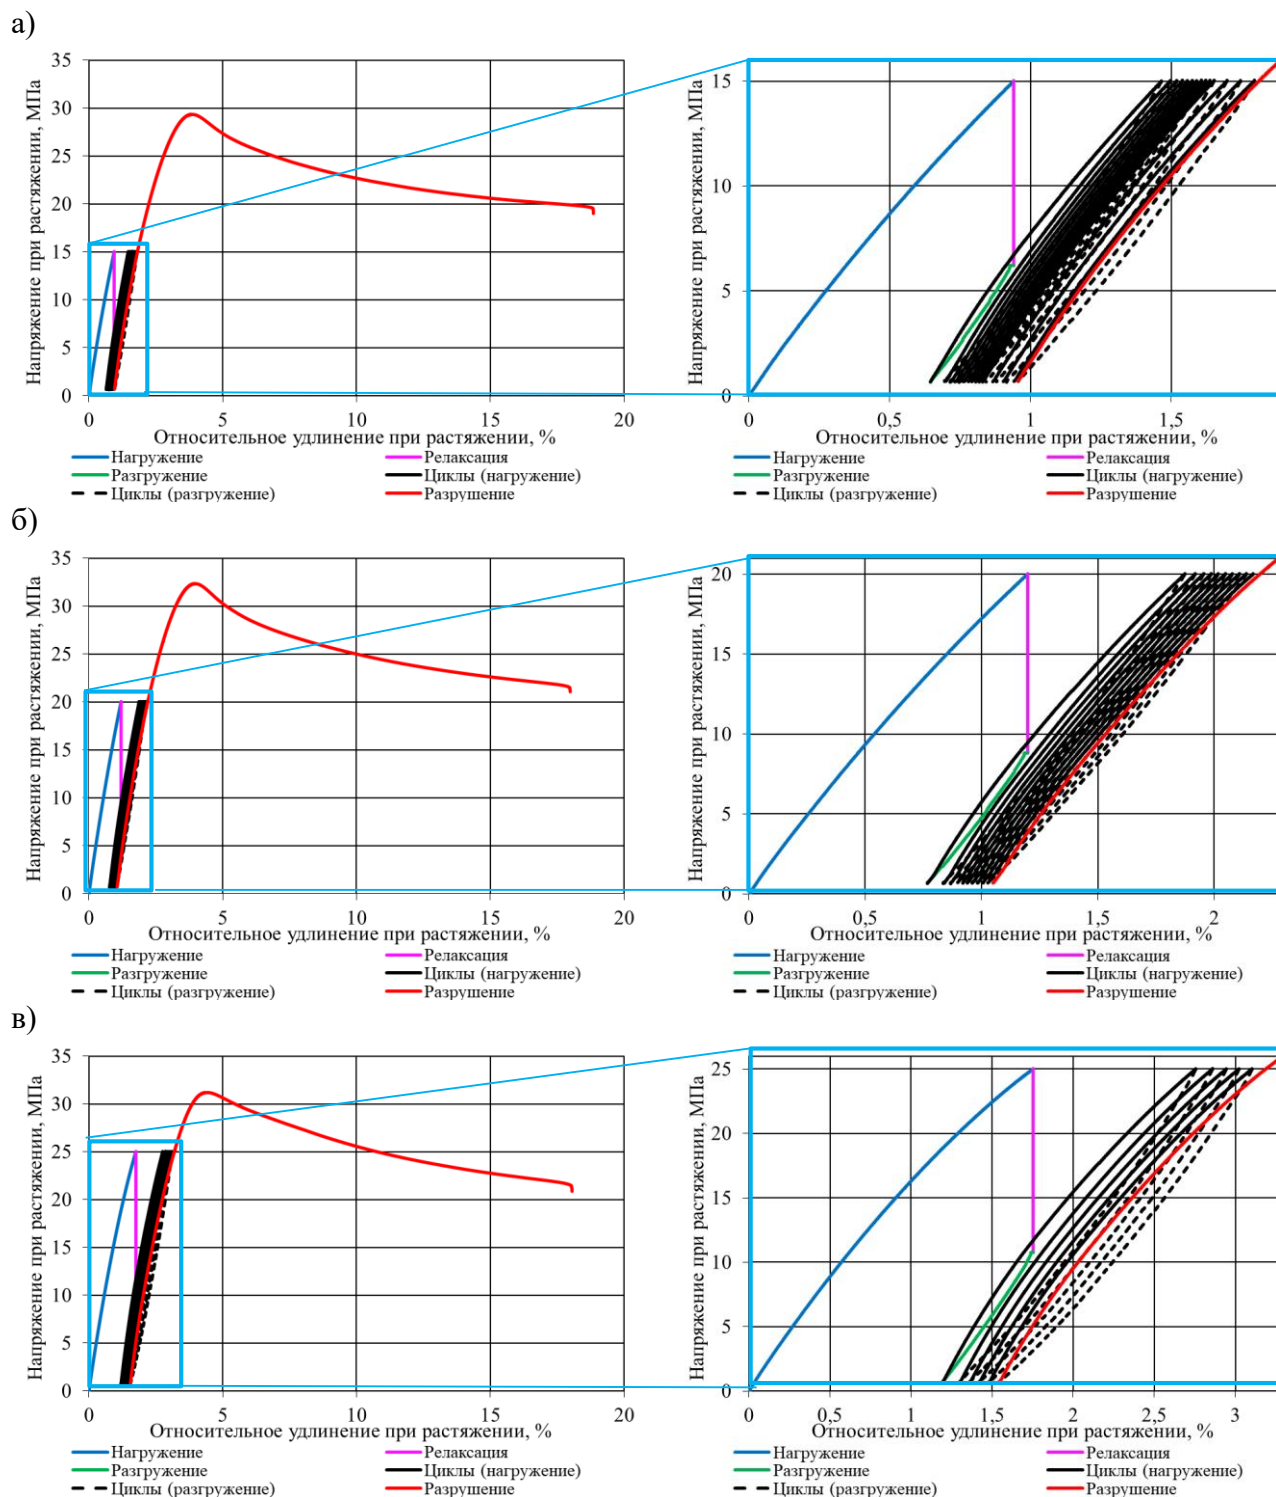 а)
35
30
25
20
15
10
5
0
0 5 10 15 20
Напряжение при растяжении, МПа
Относительное удлинение при растяжении, %
Нагружение Релаксация
Разгружение Циклы (нагружение)
Циклы (разгружение) Разрушение
15
10
5
0
0 0,5 1 1,5
Напряжение при растяжении, МПа
Относительное удлинение при растяжении, %
Нагружение Релаксация
Разгружение Циклы (нагружение)
Циклы (разгружение) Разрушение
б)
35
30
25
20
15
10
5
0
0 5 10 15 20
Напряжение при растяжении, МПа
Относительное удлинение при растяжении, %
Нагружение Релаксация
Разгружение Циклы (нагружение)
Циклы (разгружение) Разрушение
20
15
10
5
0
0 0,5 1 1,5 2
Напряжение при растяжении, МПа
Относительное удлинение при растяжении, %
Нагружение Релаксация
Разгружение Циклы (нагружение)
Циклы (разгружение) Разрушение
в)
35
30
25
20
15
10
5
0
0 5 10 15 20
Напряжение при растяжении, МПа
Относительное удлинение при растяжении, %
Нагружение Релаксация
Разгружение Циклы (нагружение)
Циклы (разгружение) Разрушение
25
20
15
10
5
0
0 0,5 1 1,5 2 2,5 3
Напряжение при растяжении, МПа
Относительное удлинение при растяжении, %
Нагружение Релаксация
Разгружение Циклы (нагружение)
Циклы (разгружение) Разрушение